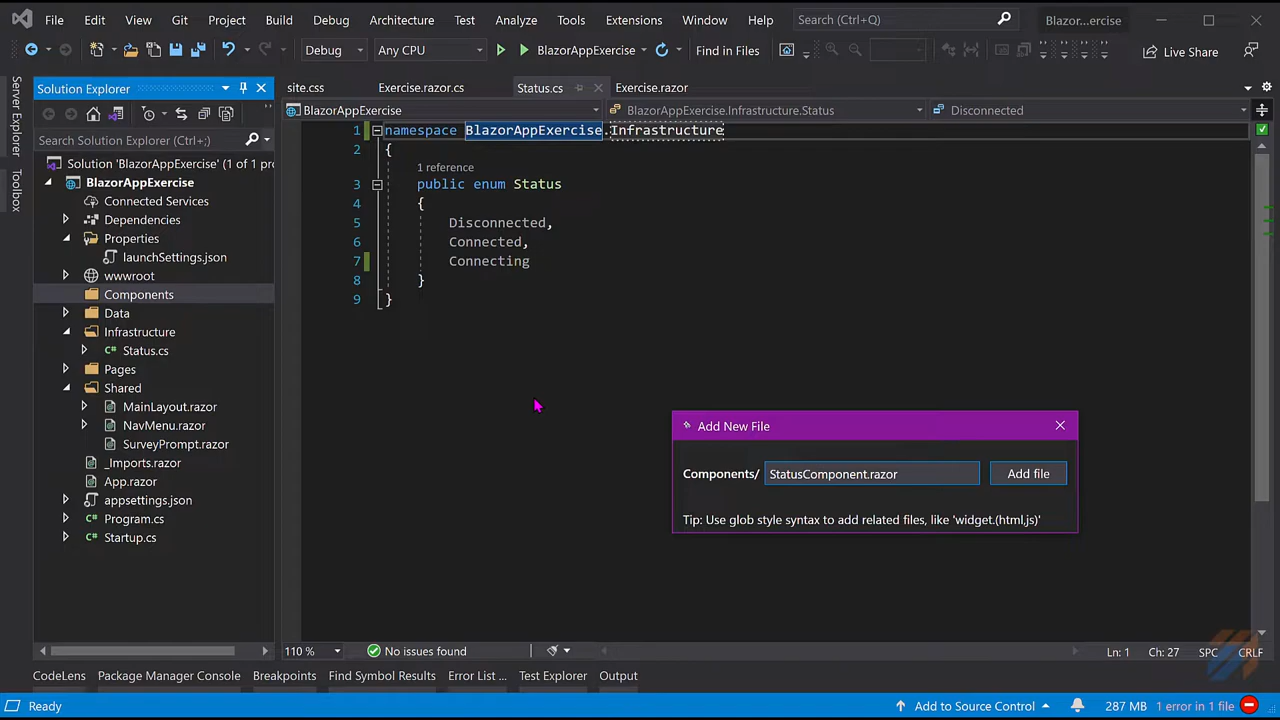 File Edit View Git Project Build Debug Architecture Test Analyze Tools Extensions Window Help Search (Ctrl+Q) Blazor...ercise
Debug Any CPU BlazorAppExercise Find in Files Live Share
Server Explorer
Toolbox
Solution Explorer
Search Solution Explorer (Ctrl+;)
Solution 'BlazorAppExercise' (1 of 1 pro
BlazorAppExercise
Connected Services
Dependencies
Properties
launchSettings.json
wwwroot
Components
Data
Infrastructure
C# Status.cs
Pages
Shared
MainLayout.razor
NavMenu.razor
SurveyPrompt.razor
_Imports.razor
App.razor
appsettings.json
C# Program.cs
C# Startup.cs
site.css Exercise.razor.cs Status.cs Exercise.razor
BlazorAppExercise BlazorAppExercise.Infrastructure.Status Disconnected
1 namespace BlazorAppExercise.Infrastructure
2 {
1 reference
3 public enum Status
4 {
5 Disconnected,
6 Connected,
7 Connecting
8 }
9 }
Add New File
Components/ StatusComponent.razor Add file
Tip: Use glob style syntax to add related files, like 'widget.(html,js)'
110 % No issues found Ln: 1 Ch: 27 SPC CRLF
CodeLens Package Manager Console Breakpoints Find Symbol Results Error List ... Test Explorer Output
Ready Add to Source Control 287 MB 1 error in 1 file